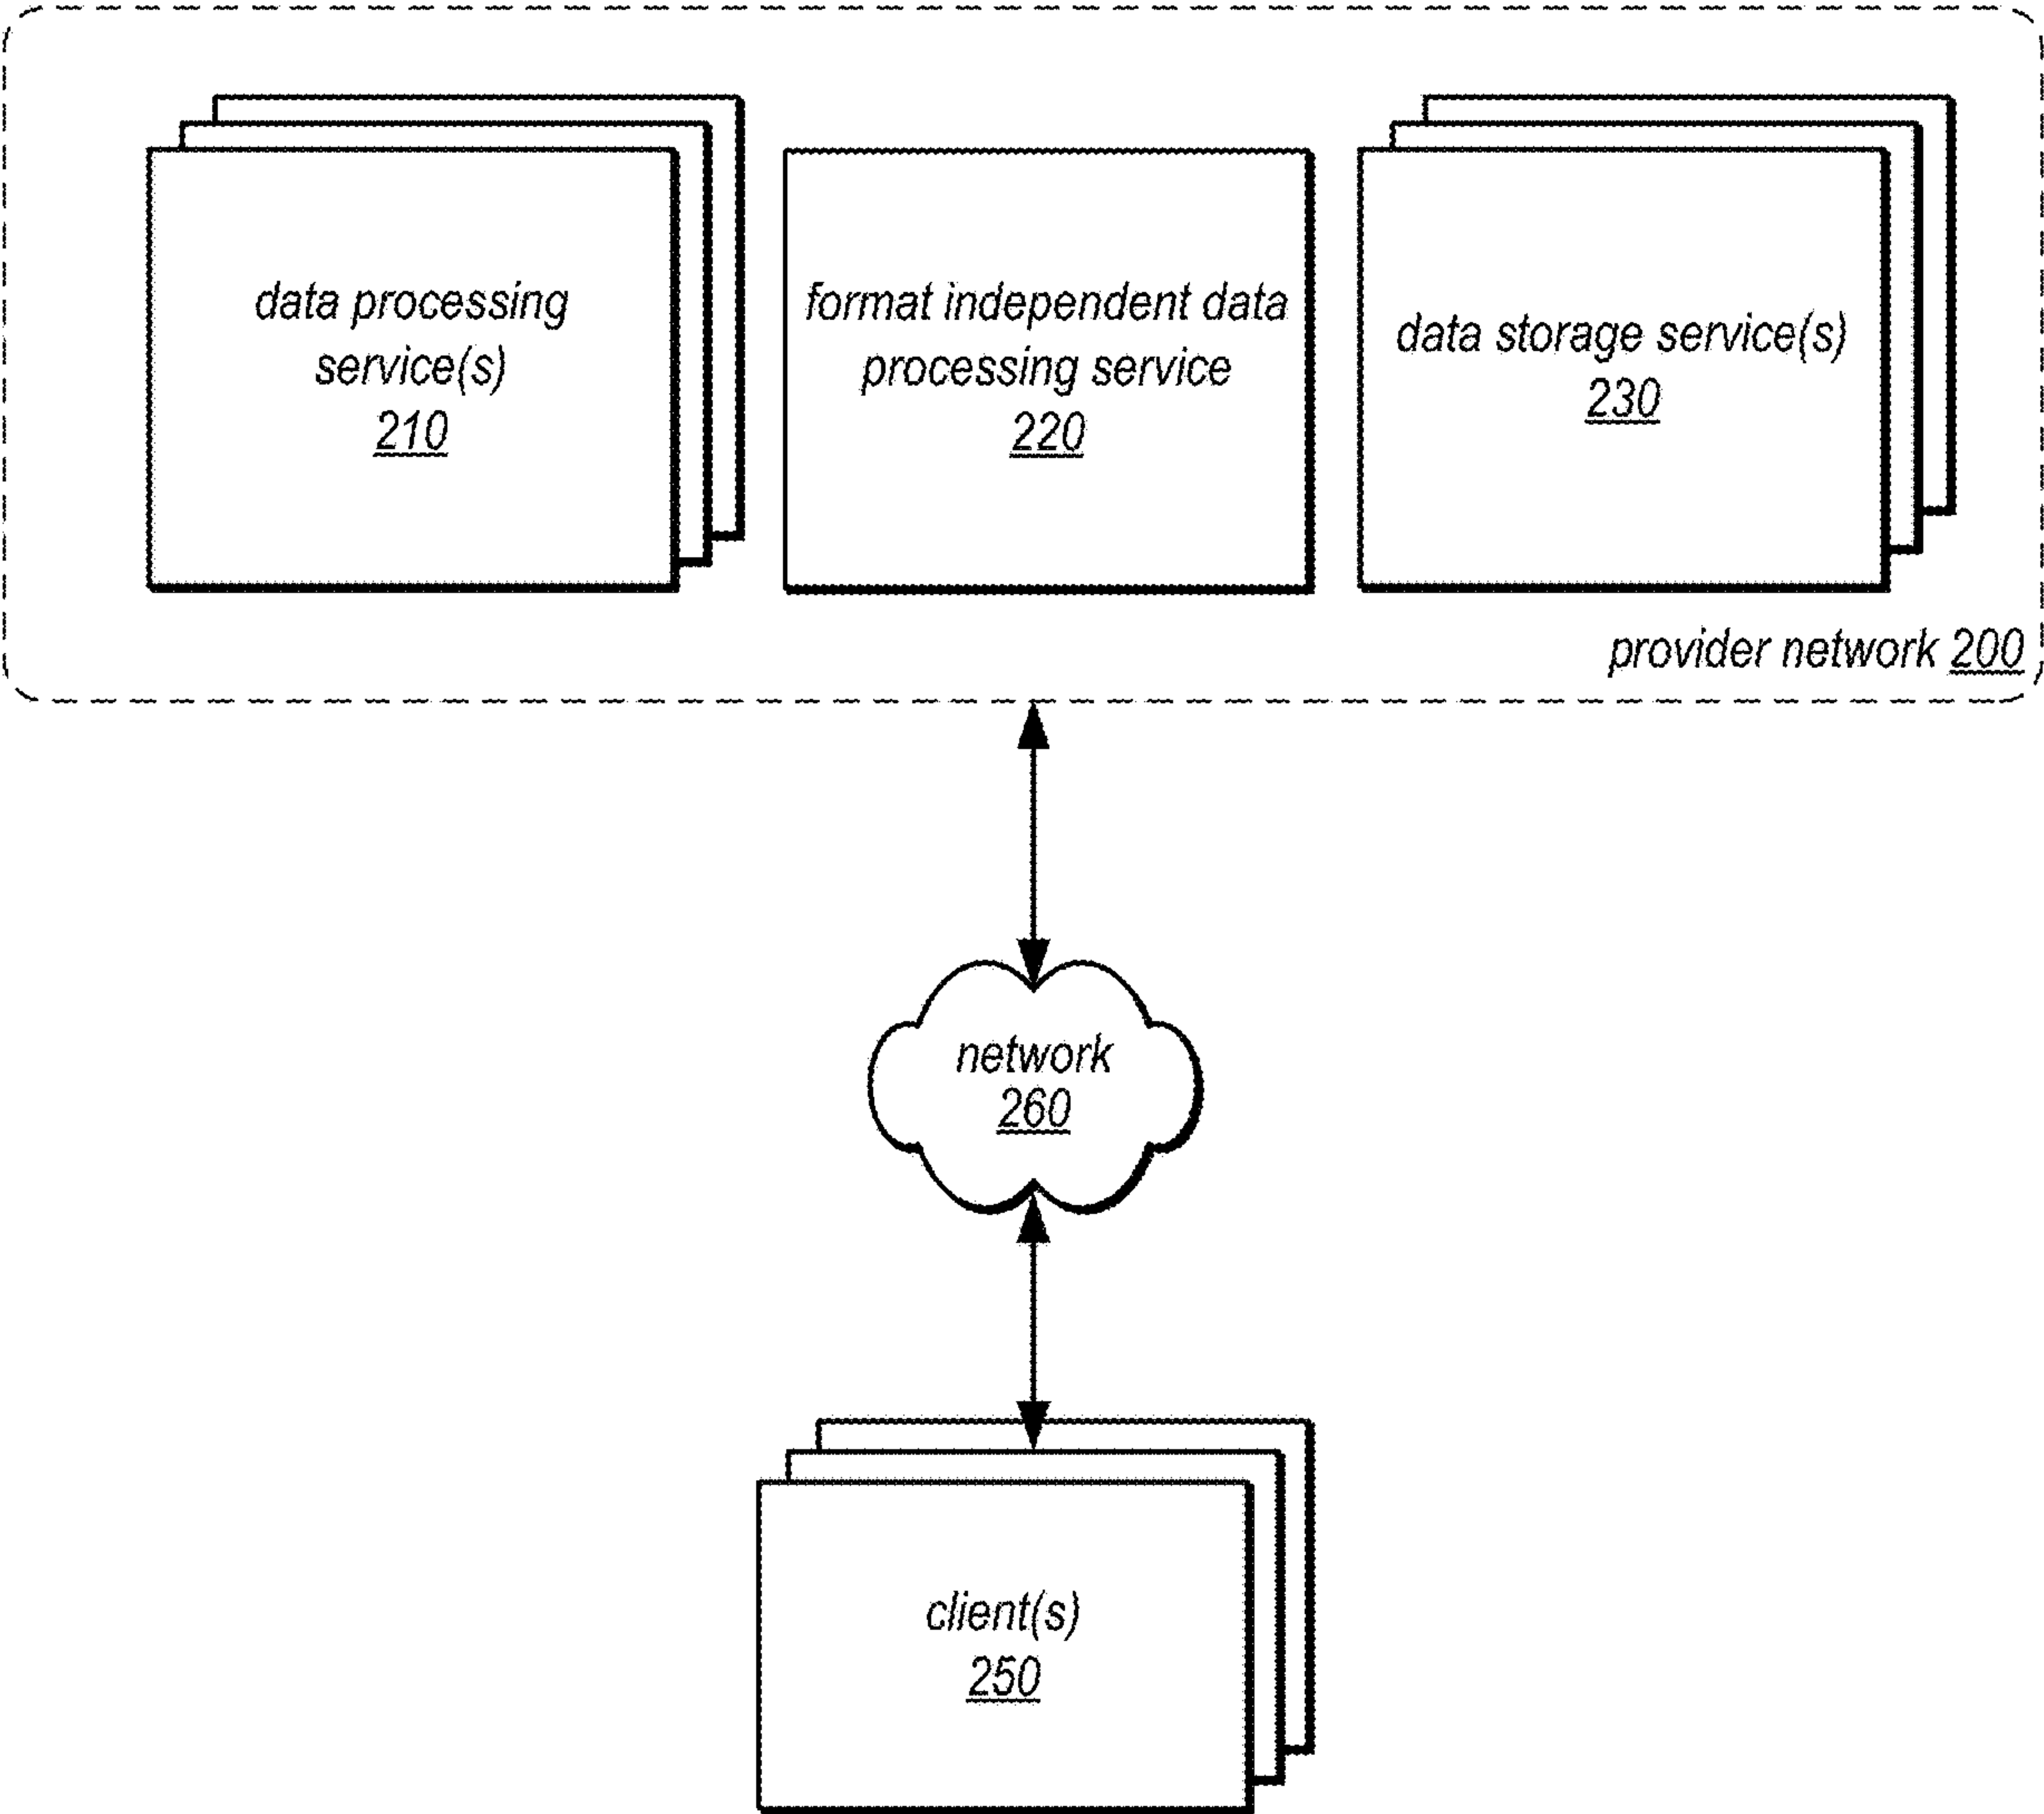 data processing
service(s)
210
format independent data
processing service
220
data storage service(s)
230
provider network 200
network
260
client(s)
250